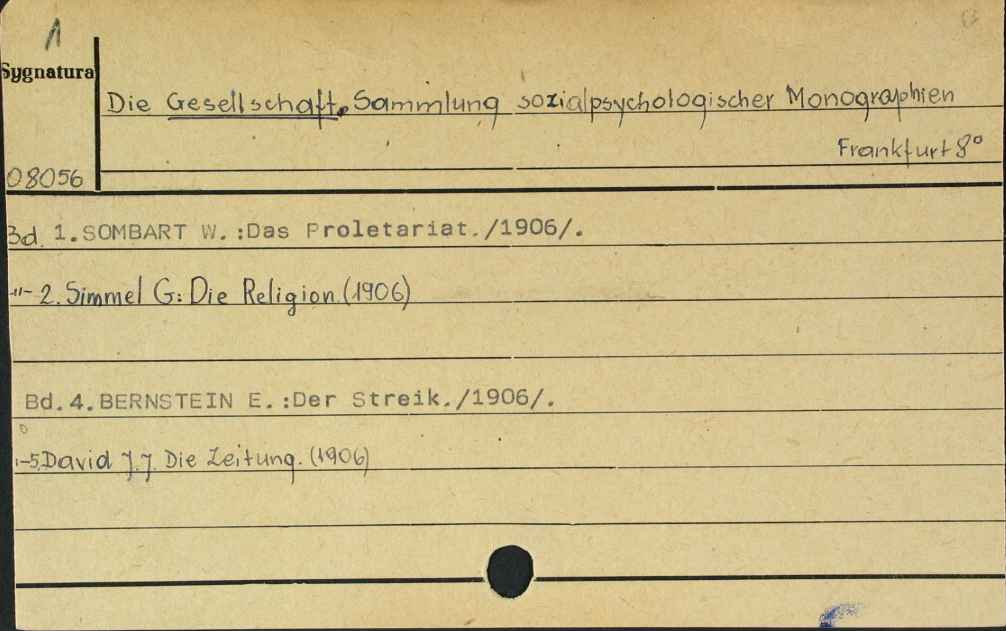 1
Sygnatura
Die Gesellschaft. Sammlung sozialpsychologischer Monographien
Frankfurt 8°
08056
Bd. 1. SOMBART W.:Das Proletariat./1906/.
-"- 2. Simmel G: Die Religion (1906)
Bd.4.BERNSTEIN E.:Der Streik./1906/.
-5. David J.J. Die Zeitung. (1906)